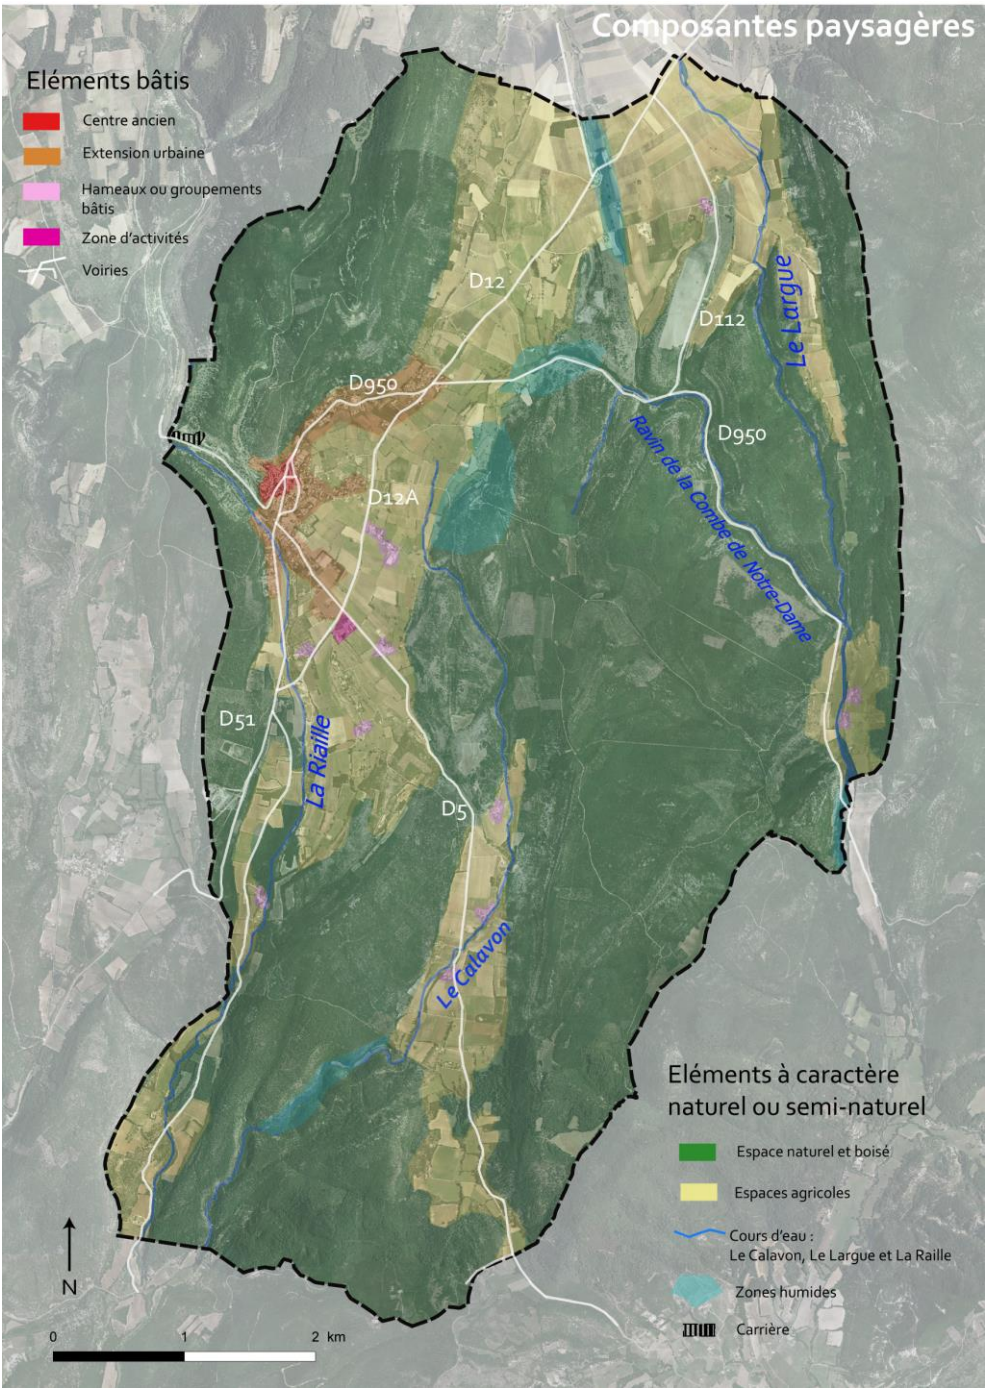 Composantes paysagères
Eléments bâtis
Centre ancien
Extension urbaine
Hameaux ou groupements
bâtis
Zone d'activités
Voiries
D12
D112
Le Largue
D950
D950
Ravin de la Combe de Notre-Dame
D12A
D51
La Riaille
D5
Le Calavon
Eléments à caractère
naturel ou semi-naturel
Espace naturel et boisé
Espaces agricoles
Cours d'eau :
Le Calavon, Le Largue et La Raille
Zones humides
Carrière
N
0 1 2 km